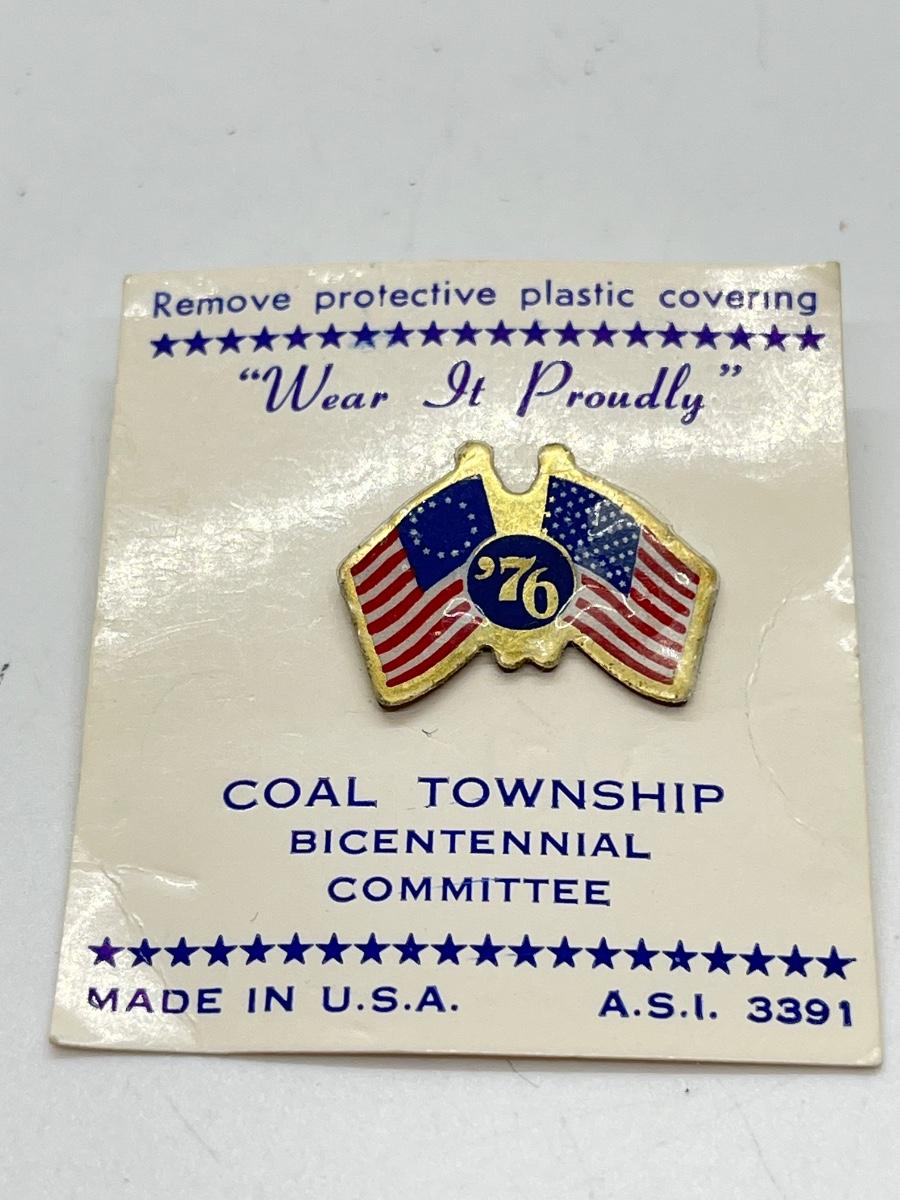 Remove protective plastic covering
“Wear It Proudly”
’76
COAL TOWNSHIP
BICENTENNIAL
COMMITTEE
MADE IN U.S.A. A.S.I. 3391